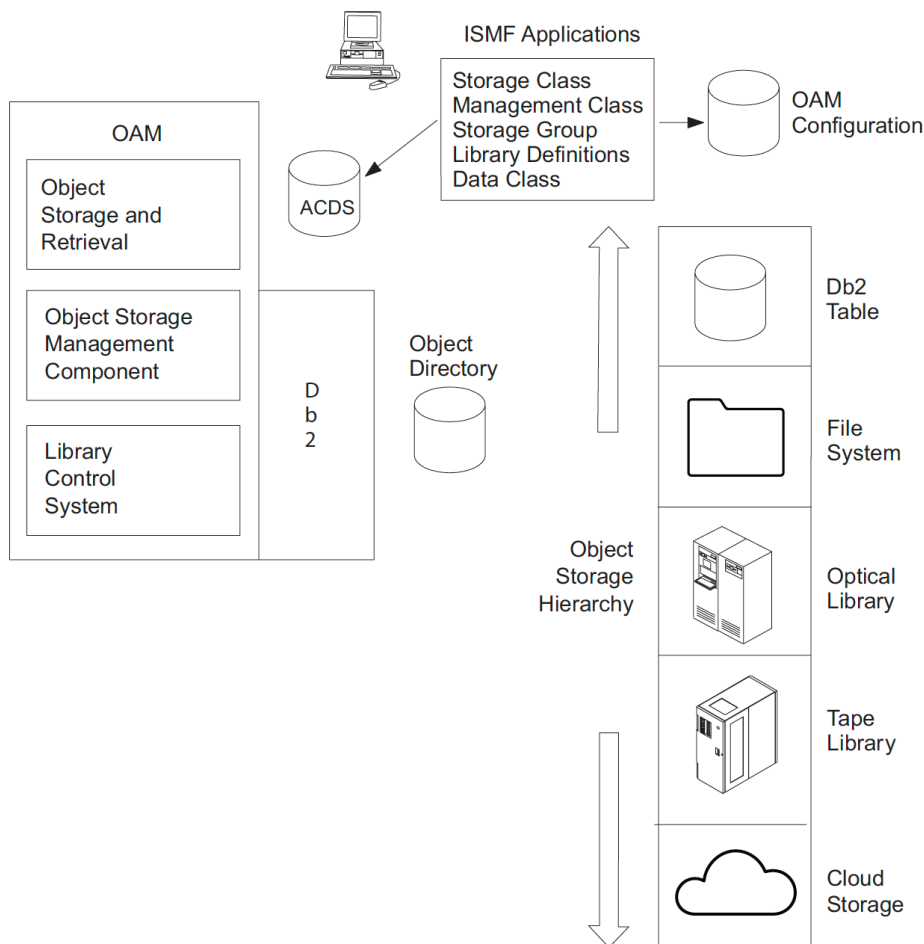 ISMF Applications
Storage Class
Management Class
Storage Group
Library Definitions
Data Class
OAM
Configuration
OAM
Object
Storage and
Retrieval
ACDS
Object Storage
Management
Component
Library
Control
System
D
b
2
Object
Directory
Object
Storage
Hierarchy
Db2
Table
File
System
Optical
Library
Tape
Library
Cloud
Storage